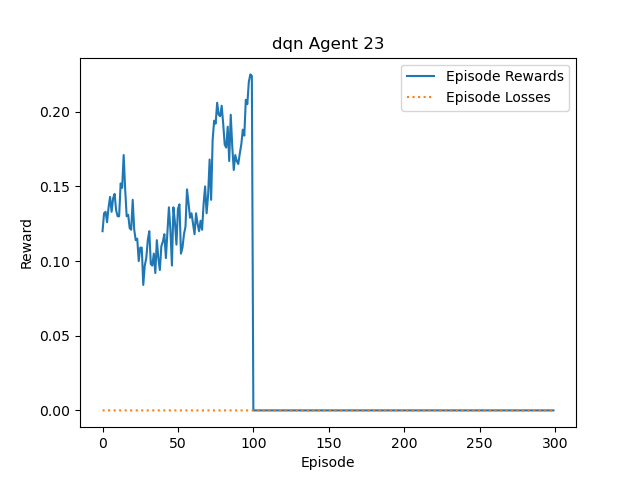 dqn Agent 23
Episode Rewards
Episode Losses
Reward
0.20
0.15
0.10
0.05
0.00
0 50 100 150 200 250 300
Episode